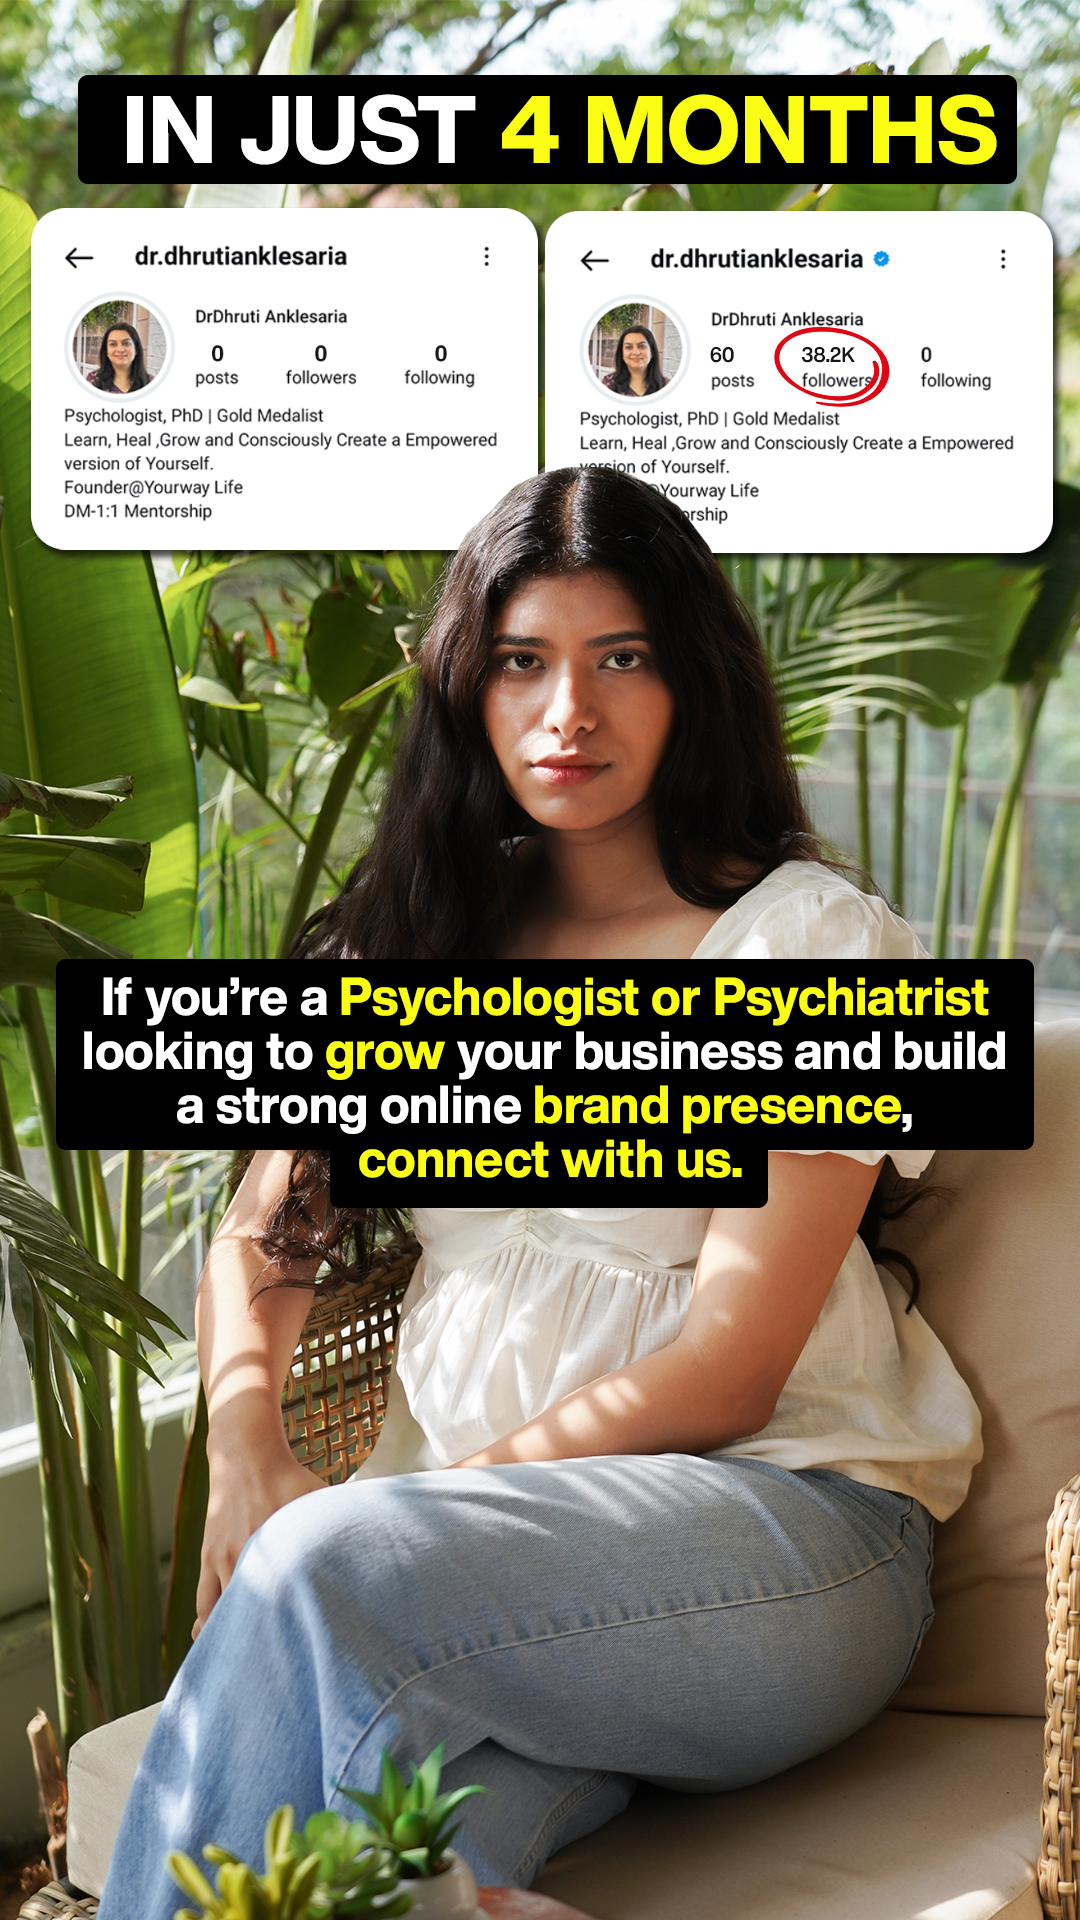 IN JUST 4 MONTHS
dr.dhrutianklesaria
DrDhruti Anklesaria
0 0 0
posts followers following
Psychologist, PhD | Gold Medalist
Learn, Heal ,Grow and Consciously Create a Empowered
version of Yourself.
Founder@Yourway Life
DM-1:1 Mentorship
dr.dhrutianklesaria
DrDhruti Anklesaria
60 38.2K 0
posts followers following
Psychologist, PhD | Gold Medalist
Learn, Heal ,Grow and Consciously Create a Empowered
version of Yourself.
@Yourway Life
orship
If you’re a Psychologist or Psychiatrist
looking to grow your business and build
a strong online brand presence,
connect with us.